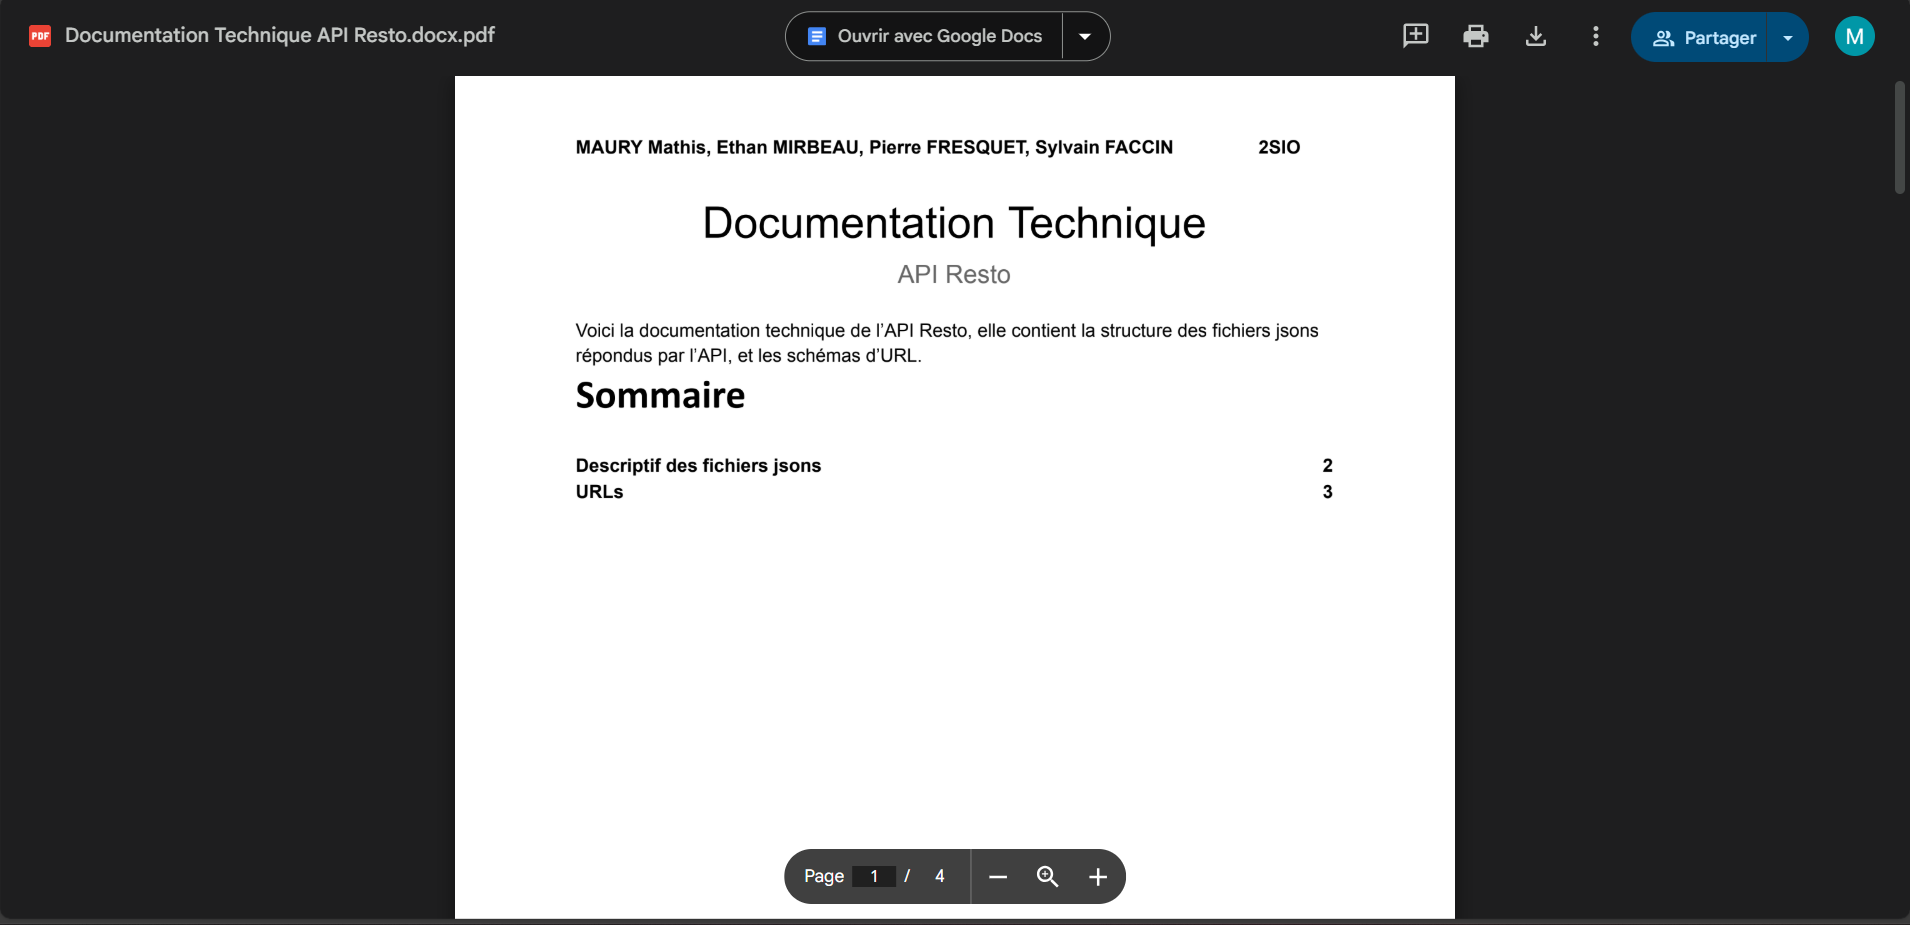 PDF
Documentation Technique API Resto.docx.pdf
Ouvrir avec Google Docs
Partager
M
MAURY Mathis, Ethan MIRBEAU, Pierre FRESQUET, Sylvain FACCIN 2SIO
Documentation Technique
API Resto
Voici la documentation technique de l'API Resto, elle contient la structure des fichiers jsons
répondus par l'API, et les schémas d'URL.
Sommaire
Descriptif des fichiers jsons 2
URLs 3
Page 1 / 4